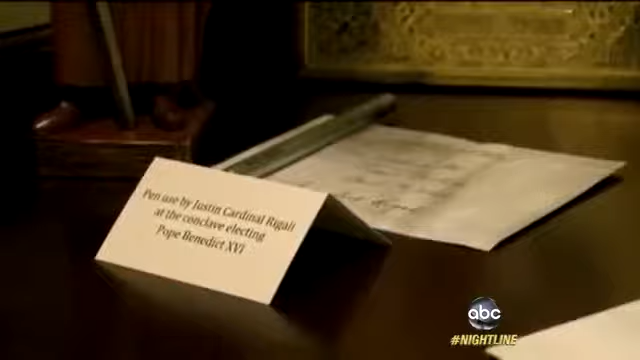 Pen use by Justin Cardinal Rigali
at the conclave electing
Pope Benedict XVI
abc
#NIGHTLINE